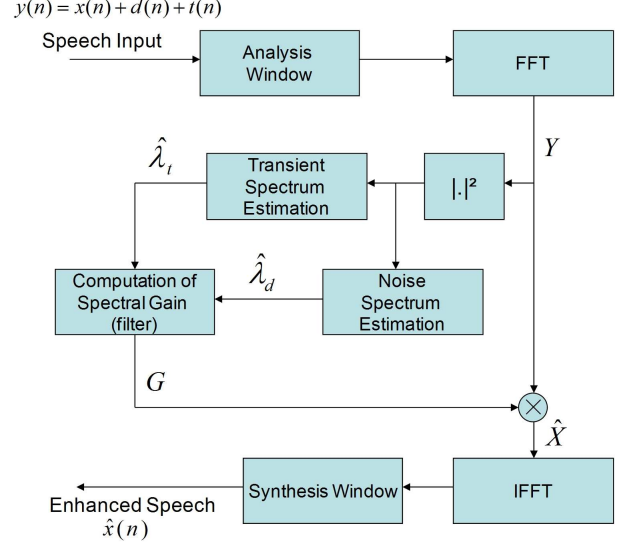 y(n) = x(n) + d(n) + t(n)
Speech Input
Analysis
Window
FFT
Y
λ̂_t
Transient
Spectrum
Estimation
|.|²
Computation of
Spectral Gain
(filter)
λ̂_d
Noise
Spectrum
Estimation
G
×
X̂
Enhanced Speech
x̂(n)
Synthesis Window
IFFT